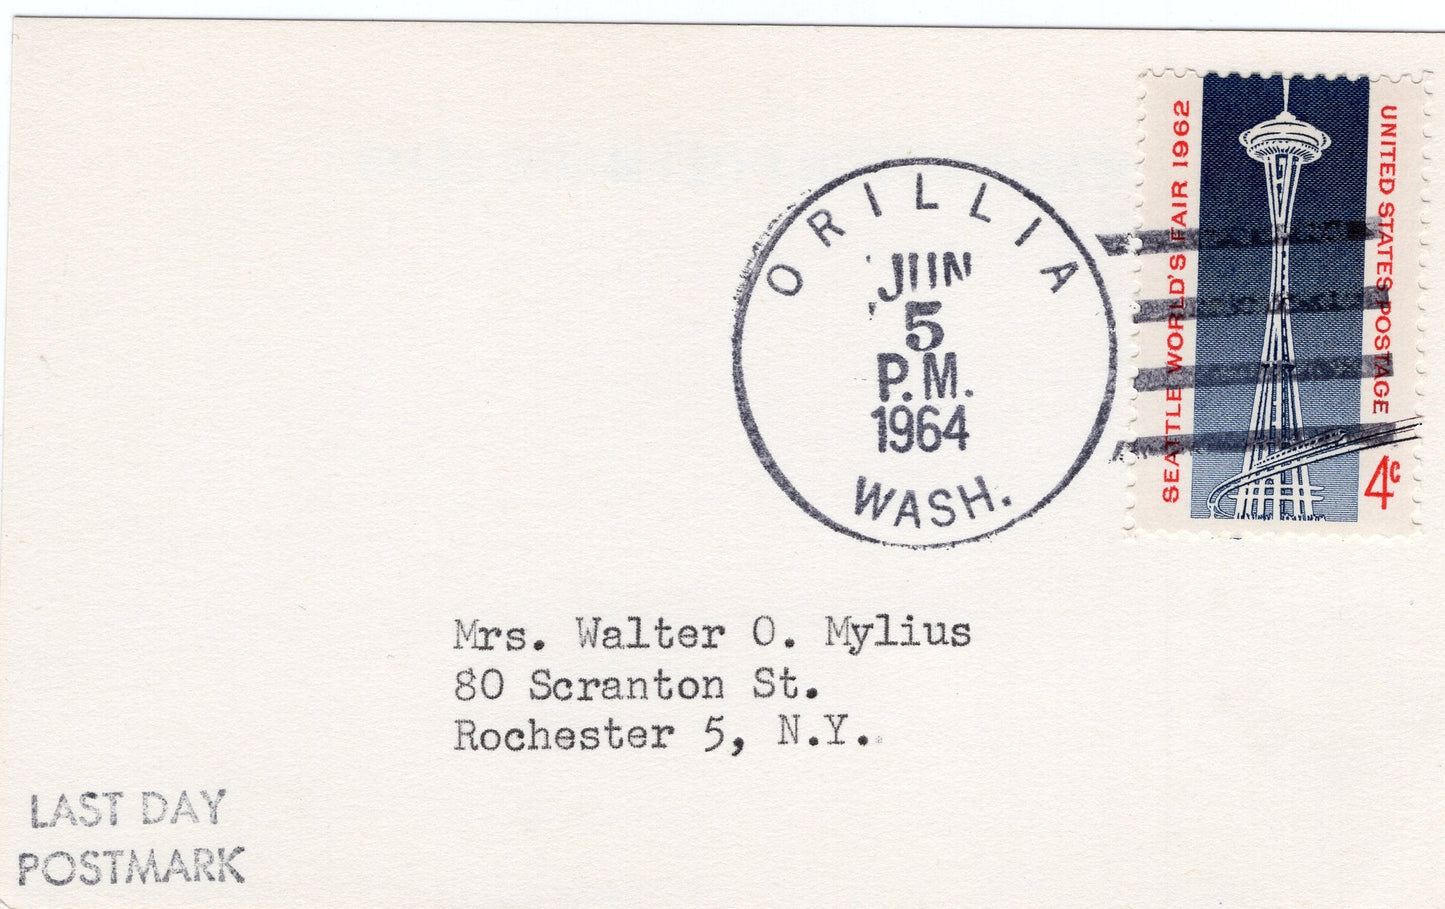 ORILLIA
JUN
5
P.M.
1964
WASH.
SEATTLE WORLD'S FAIR 1962
UNITED STATES POSTAGE
4c
Mrs. Walter O. Mylius
80 Scranton St.
Rochester 5, N.Y.
LAST DAY
POSTMARK